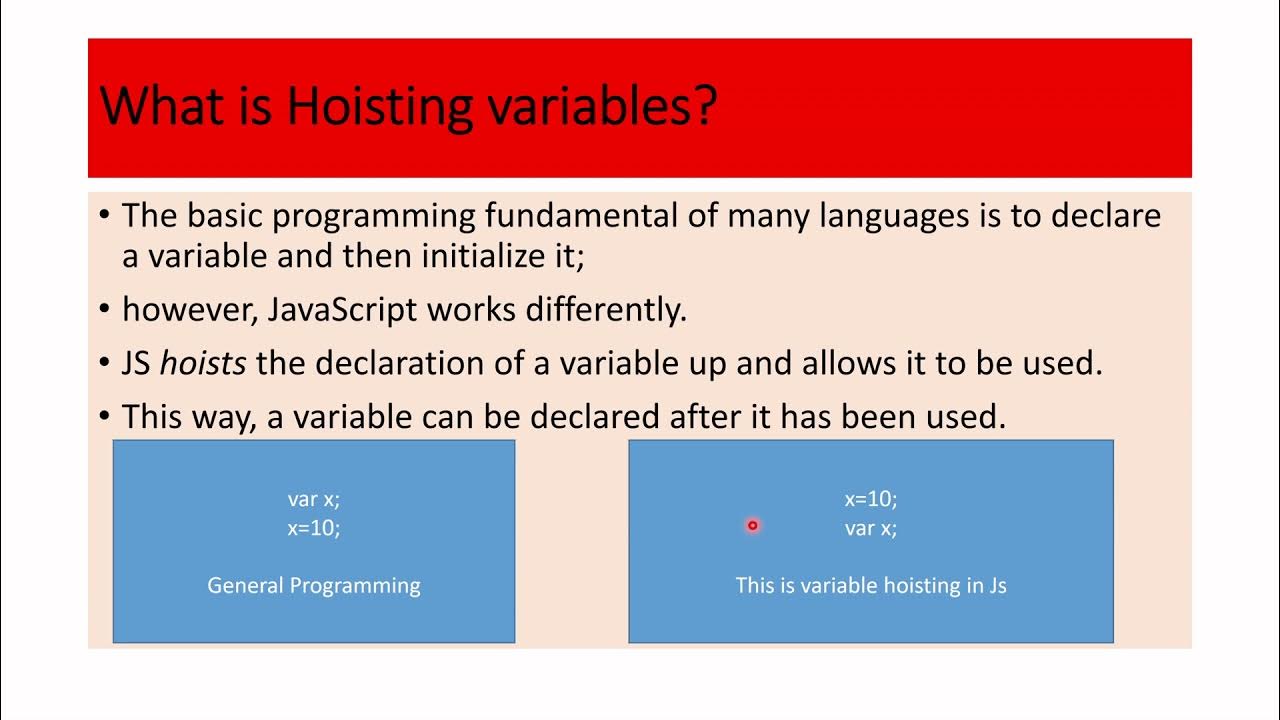 What is Hoisting variables?
• The basic programming fundamental of many languages is to declare
a variable and then initialize it;
• however, JavaScript works differently.
• JS hoists the declaration of a variable up and allows it to be used.
• This way, a variable can be declared after it has been used.
var x;
x=10;
General Programming
x=10;
var x;
This is variable hoisting in Js